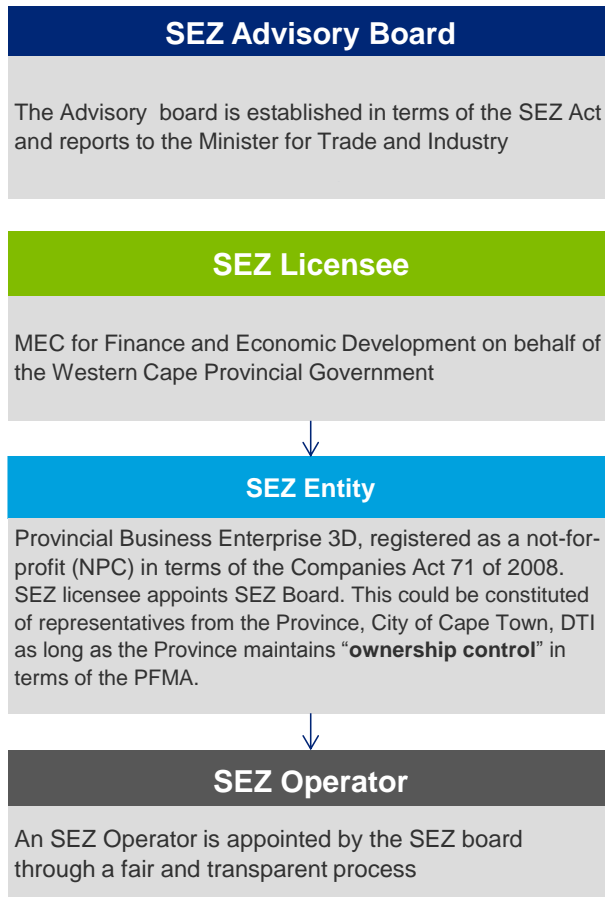 SEZ Advisory Board
The Advisory board is established in terms of the SEZ Act
and reports to the Minister for Trade and Industry
SEZ Licensee
MEC for Finance and Economic Development on behalf of
the Western Cape Provincial Government
SEZ Entity
Provincial Business Enterprise 3D, registered as a not-for-
profit (NPC) in terms of the Companies Act 71 of 2008.
SEZ licensee appoints SEZ Board. This could be constituted
of representatives from the Province, City of Cape Town, DTI
as long as the Province maintains “ownership control” in
terms of the PFMA.
SEZ Operator
An SEZ Operator is appointed by the SEZ board
through a fair and transparent process